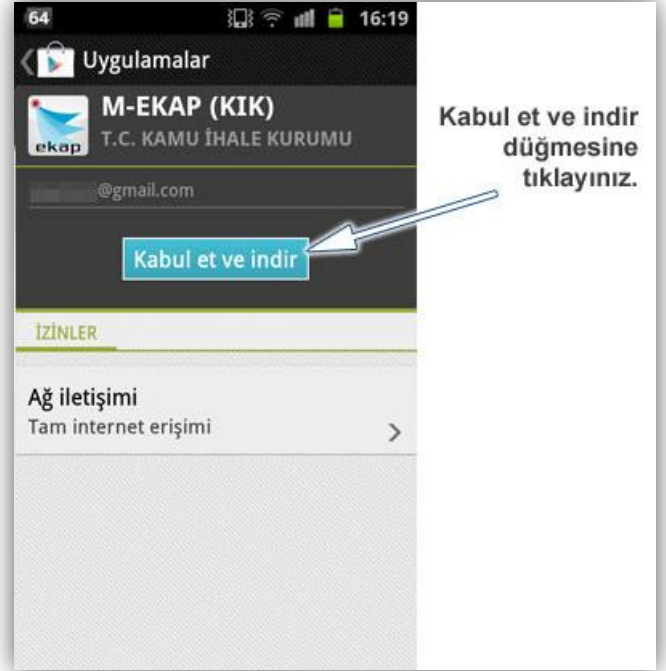 64
16:19
Uygulamalar
ekap
M-EKAP (KIK)
T.C. KAMU İHALE KURUMU
@gmail.com
Kabul et ve indir
Kabul et ve indir
düğmesine
tıklayınız.
İZİNLER
Ağ iletişimi
Tam internet erişimi